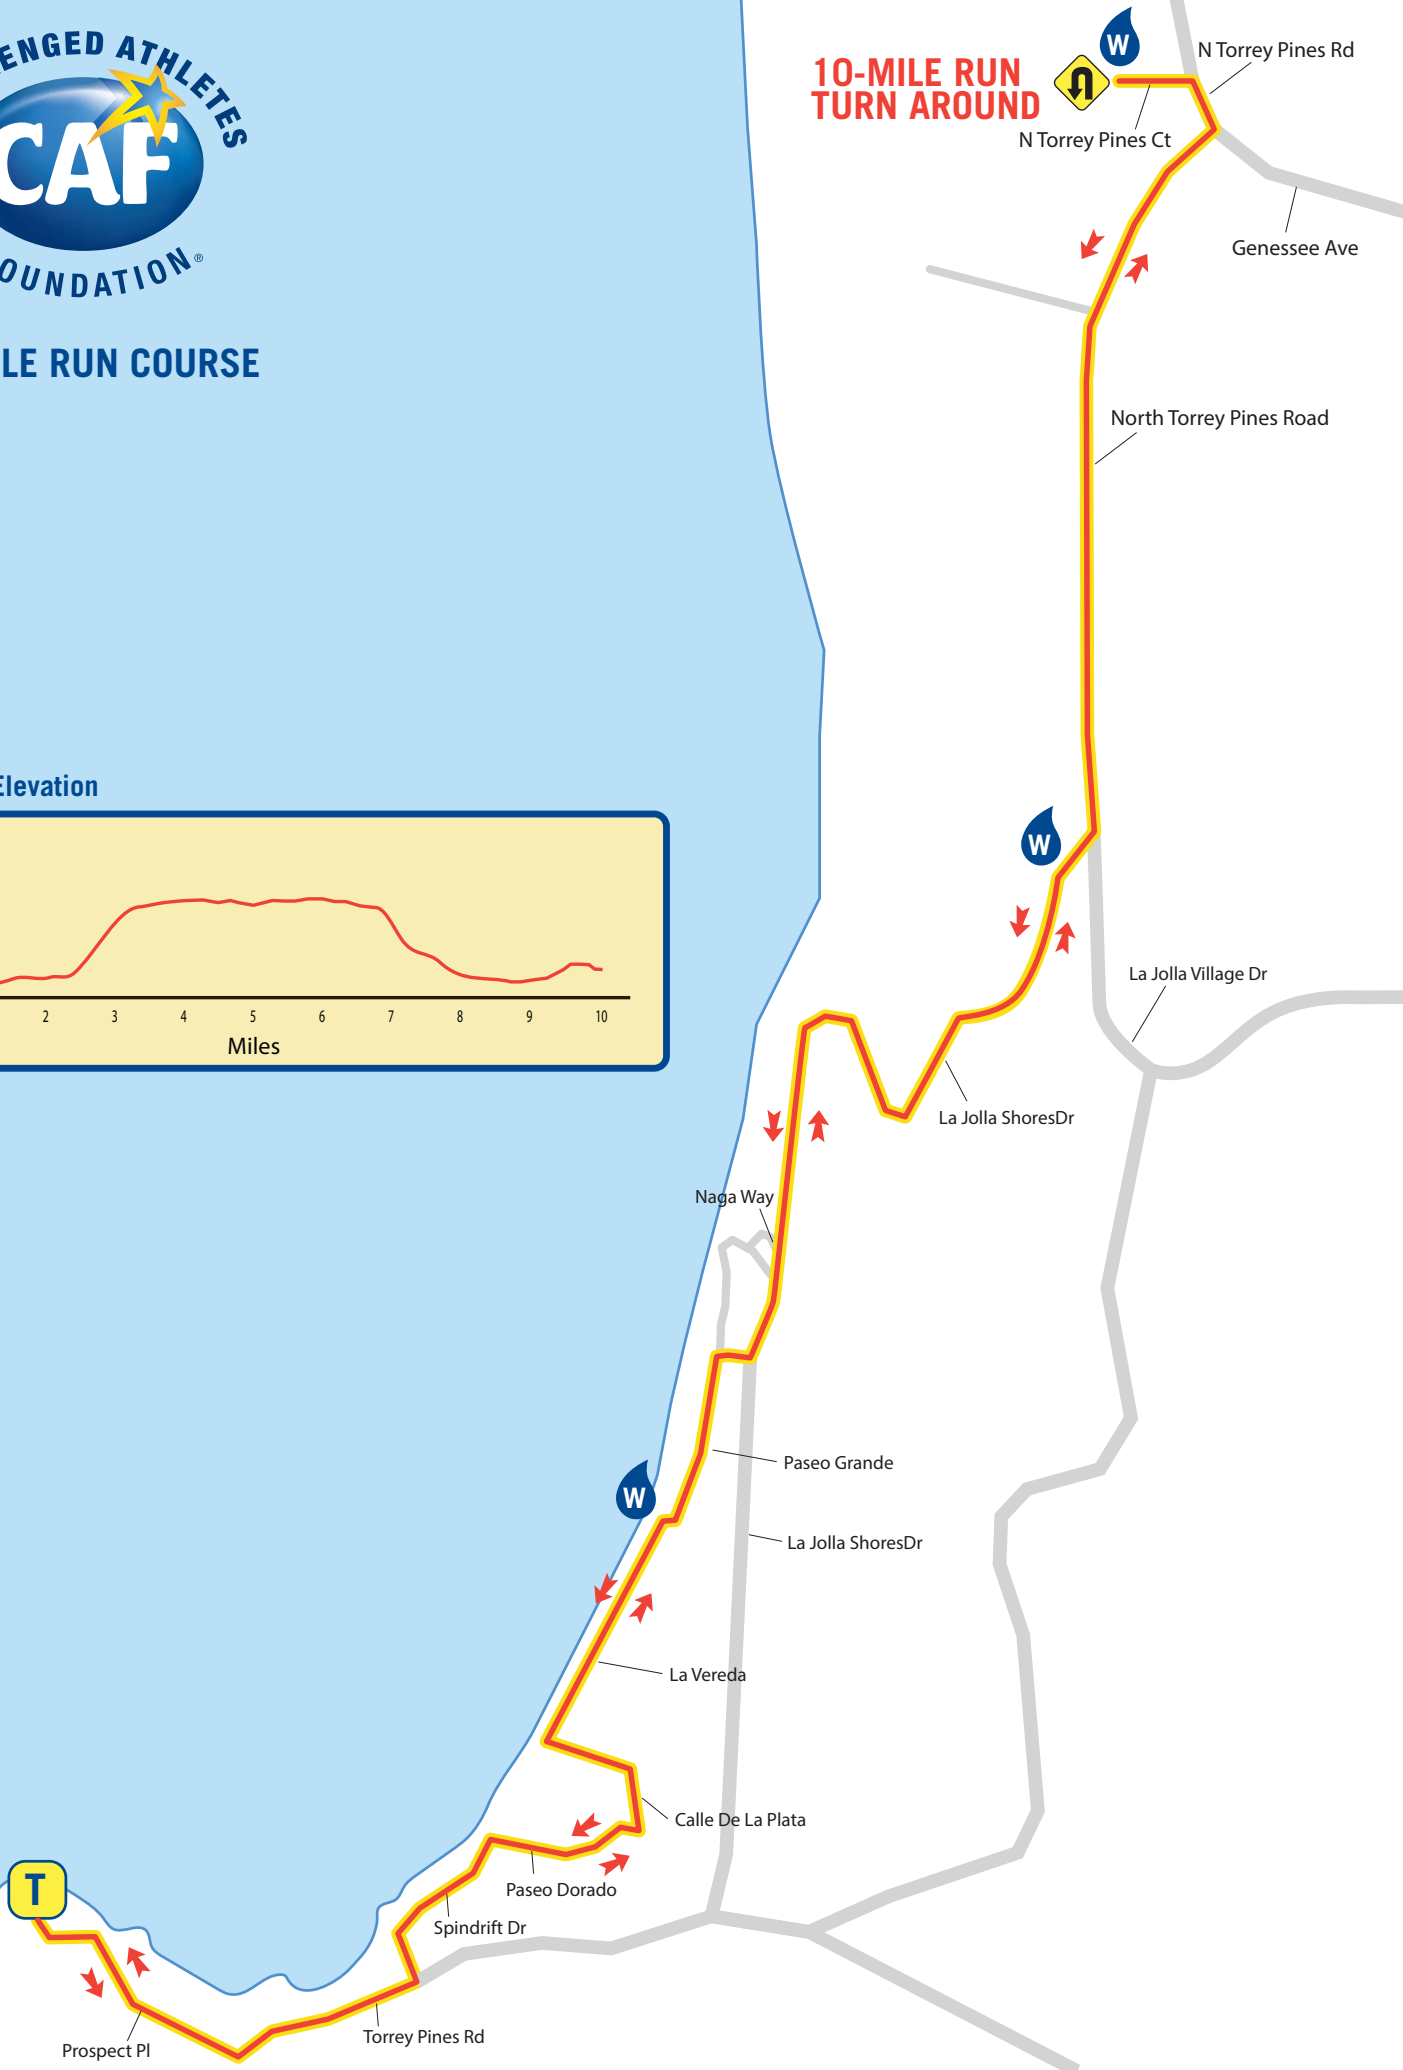 ENGED ATHLETES
CAF
OUNDATION®
LE RUN COURSE
10-MILE RUN
TURN AROUND
W
N Torrey Pines Rd
N Torrey Pines Ct
Genessee Ave
North Torrey Pines Road
Elevation
2 3 4 5 6 7 8 9 10
Miles
W
La Jolla Village Dr
La Jolla ShoresDr
Naga Way
Paseo Grande
W
La Jolla ShoresDr
La Vereda
Calle De La Plata
T
Paseo Dorado
Spindrift Dr
Torrey Pines Rd
Prospect Pl